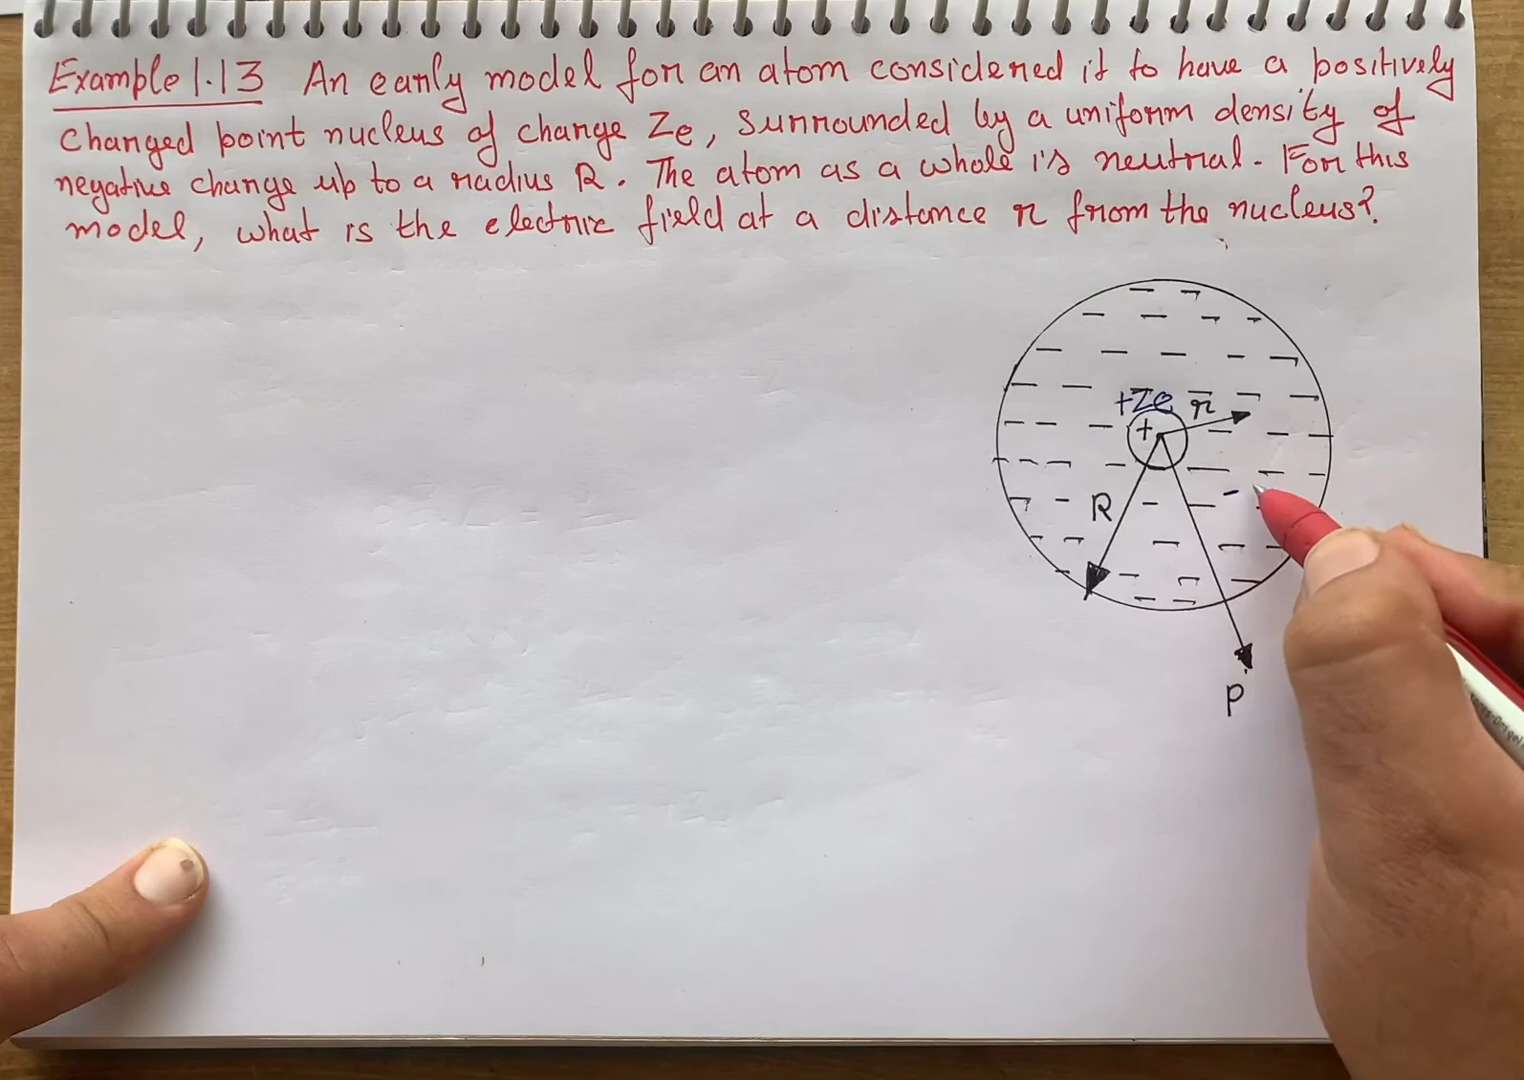 Example 1.13 An early model for an atom considered it to have a positively
charged point nucleus of charge Ze, surrounded by a uniform density of
negative charge up to a radius R. The atom as a whole is neutral. For this
model, what is the electric field at a distance r from the nucleus?
+Ze
r
+
R
P